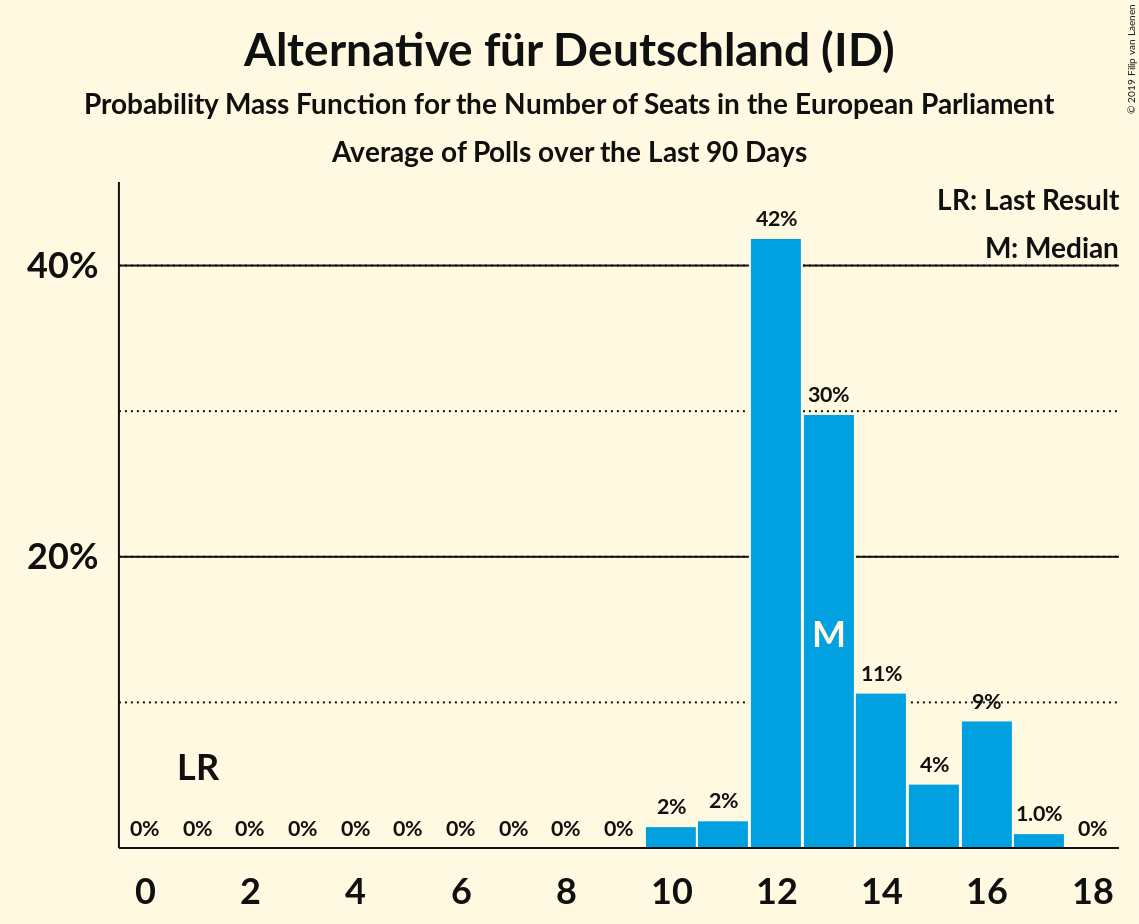 Alternative für Deutschland (ID)
Probability Mass Function for the Number of Seats in the European Parliament
Average of Polls over the Last 90 Days
© 2019 Filip van Laenen
LR: Last Result
M: Median
42%
40%
30%
20%
M
11%
9%
LR
4%
2%
2%
1.0%
0% 0% 0% 0% 0% 0% 0% 0% 0% 0% 0%
0 2 4 6 8 10 12 14 16 18